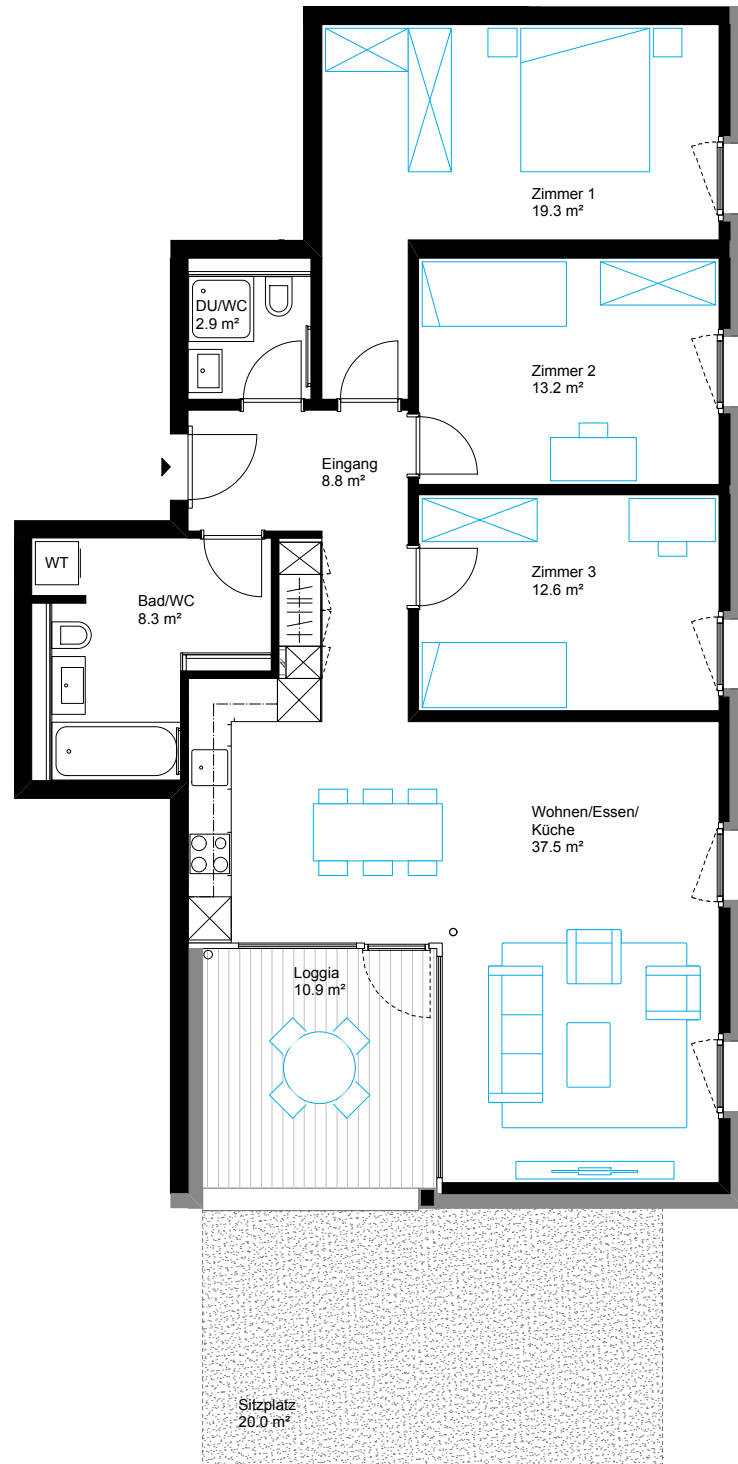 Zimmer 1
19.3 m²
DU/WC
2.9 m²
Zimmer 2
13.2 m²
Eingang
8.8 m²
WT
Zimmer 3
12.6 m²
Bad/WC
8.3 m²
Wohnen/Essen/
Küche
37.5 m²
Loggia
10.9 m²
Sitzplatz
20.0 m²